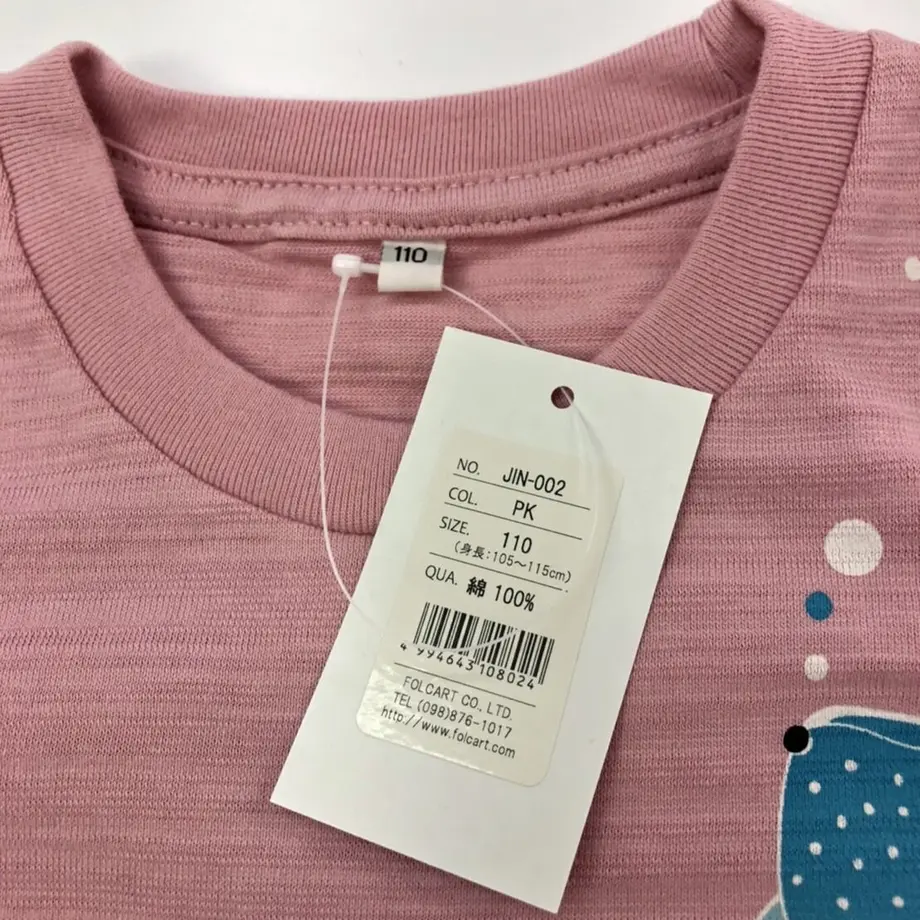 110
NO. JIN-002
COL. PK
SIZE. 110
(身長:105〜115cm)
QUA. 綿 100%
4 994643 108024
FOLCART CO., LTD.
TEL (098)876-1017
http://www.folcart.com